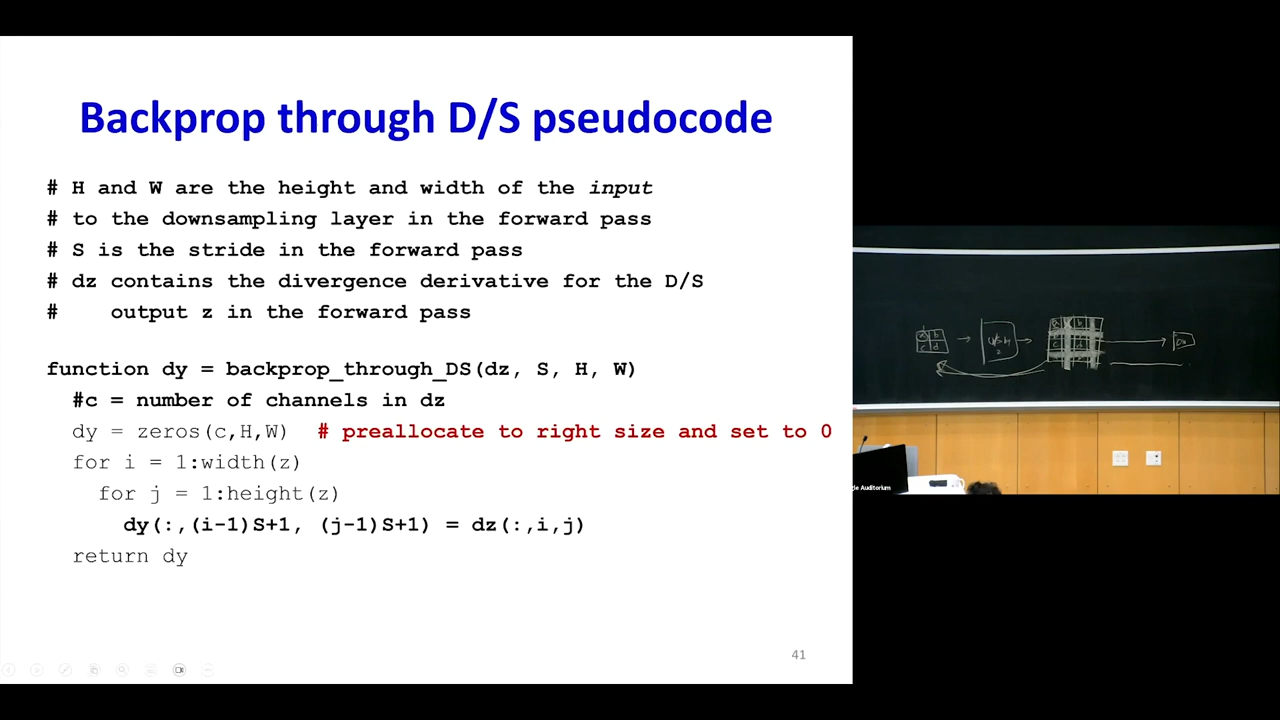 Backprop through D/S pseudocode
# H and W are the height and width of the input
# to the downsampling layer in the forward pass
# S is the stride in the forward pass
# dz contains the divergence derivative for the D/S
# output z in the forward pass
function dy = backprop_through_DS(dz, S, H, W)
#c = number of channels in dz
dy = zeros(c,H,W) # preallocate to right size and set to 0
for i = 1:width(z)
for j = 1:height(z)
dy(:,(i-1)S+1, (j-1)S+1) = dz(:,i,j)
return dy
41
a b
c d
2
Auditorium